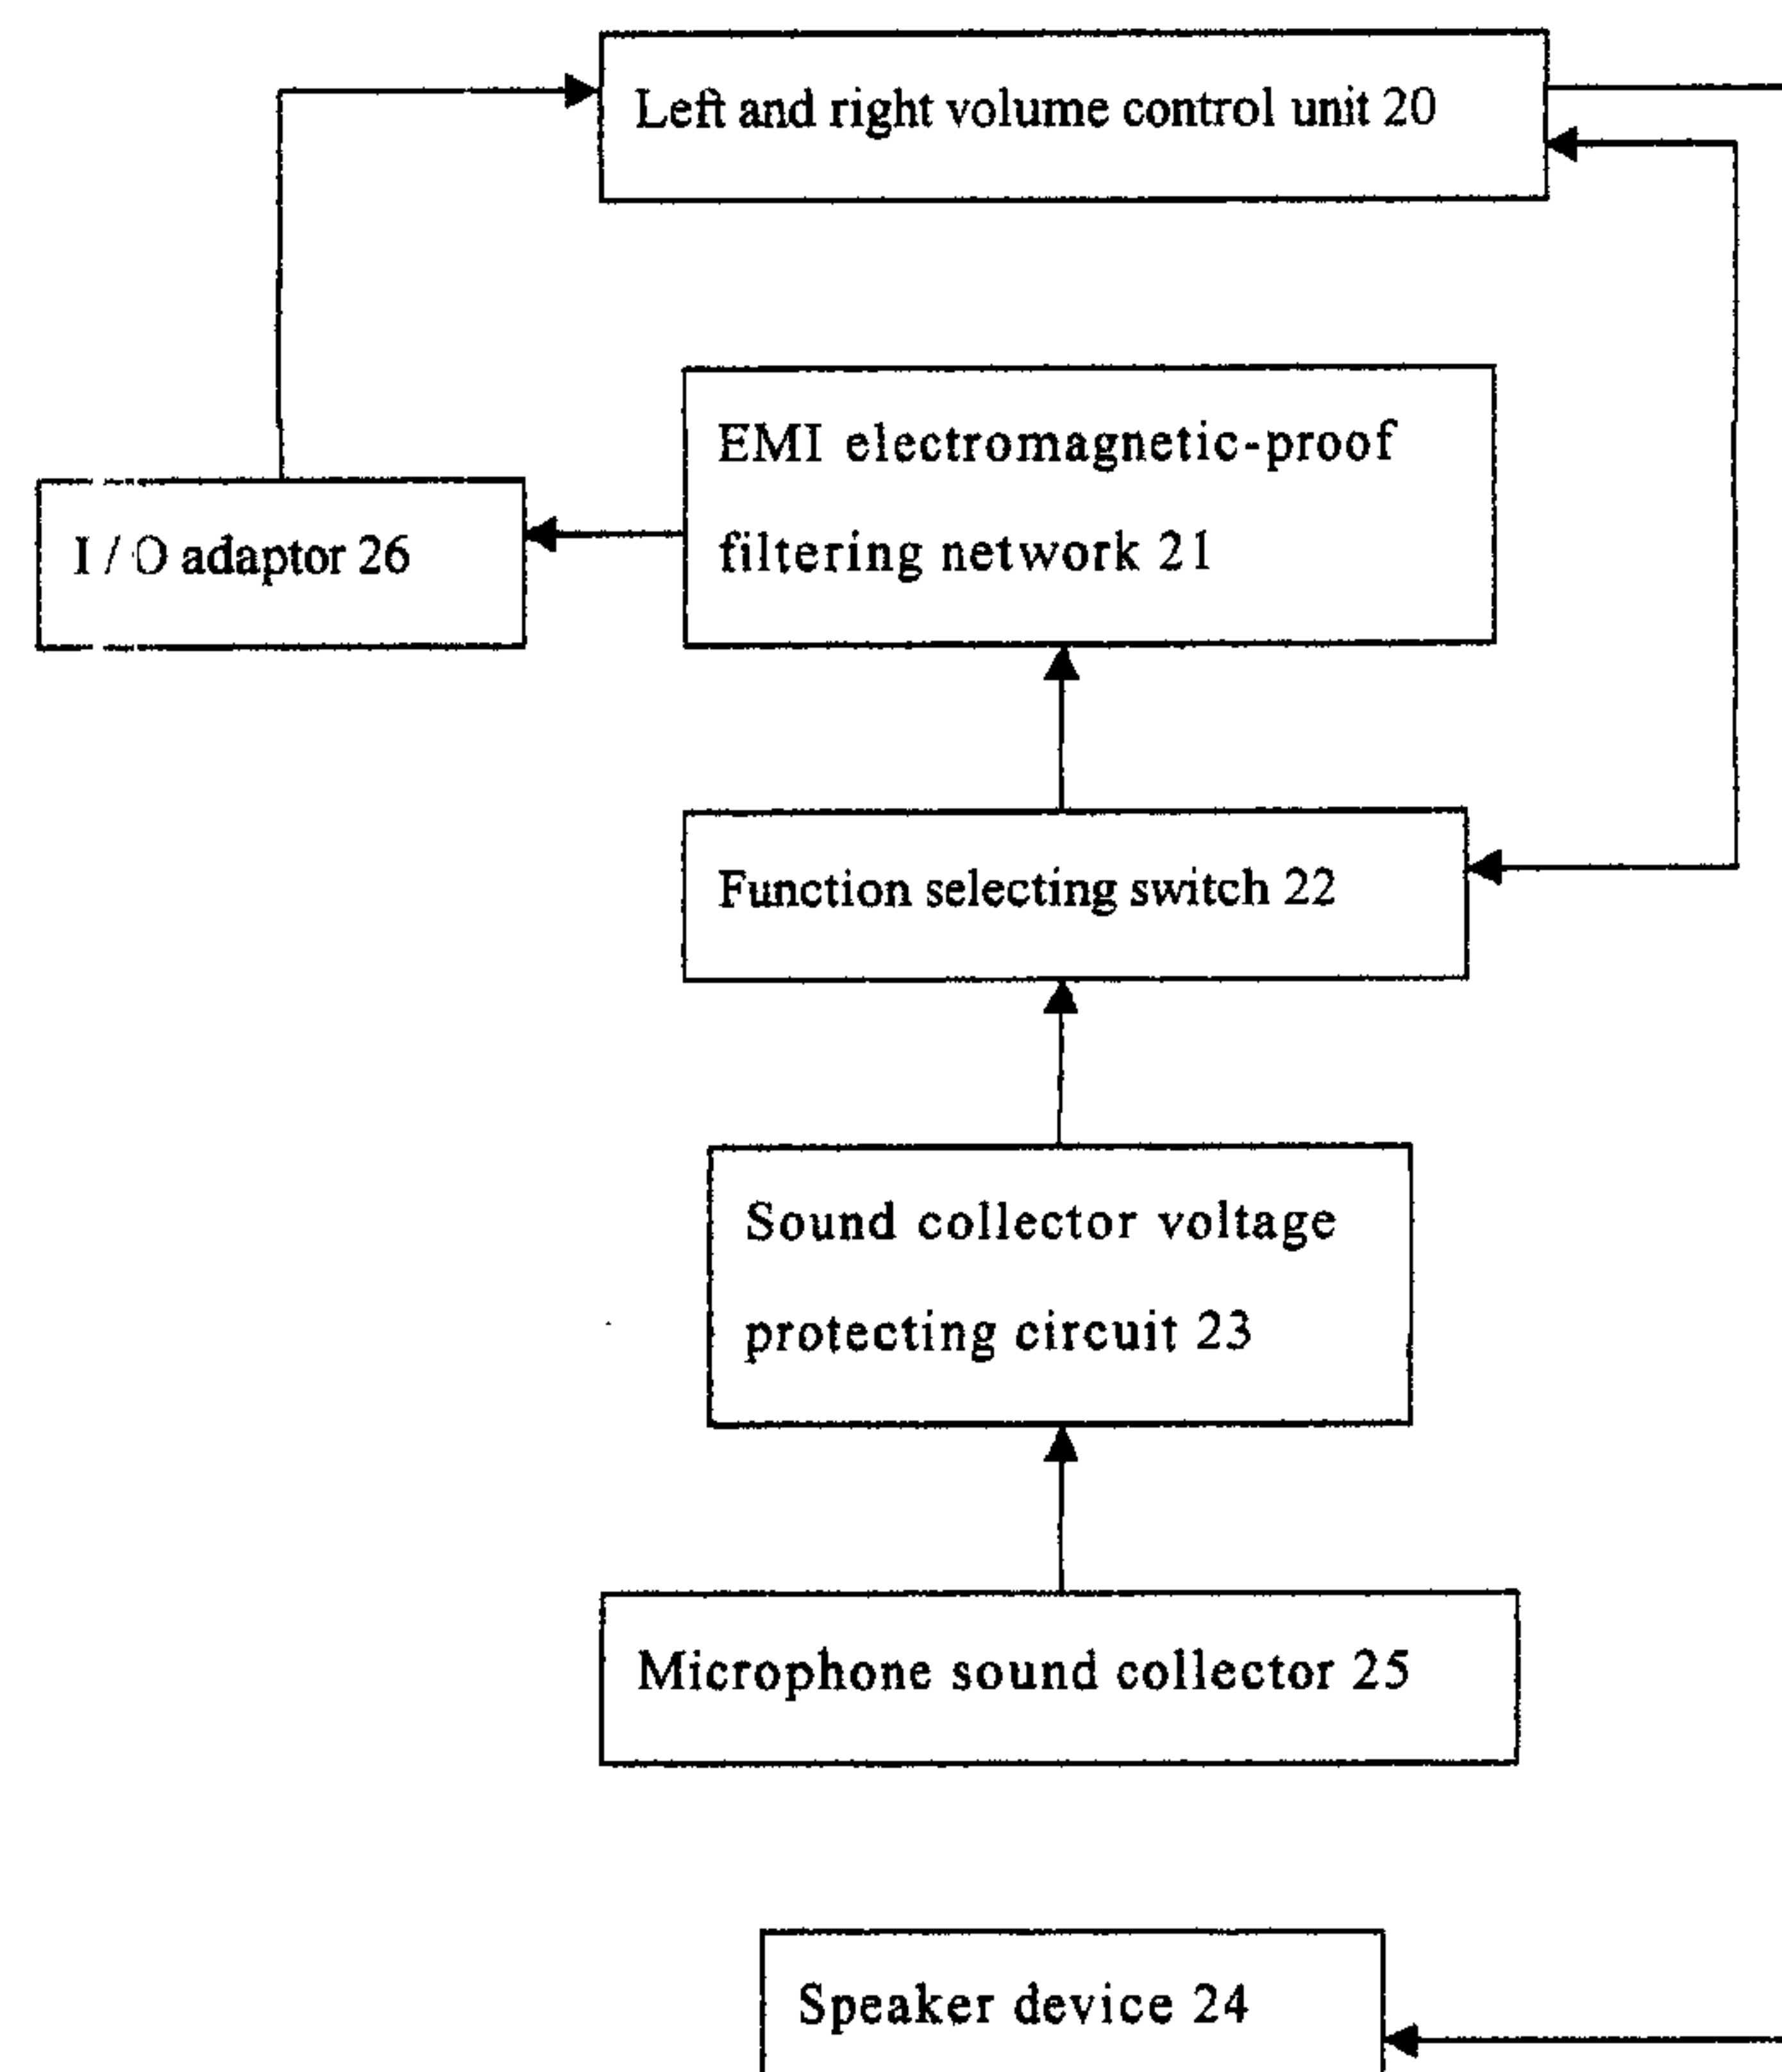 Left and right volume control unit 20
EMI electromagnetic-proof
filtering network 21
I / O adaptor 26
Function selecting switch 22
Sound collector voltage
protecting circuit 23
Microphone sound collector 25
Speaker device 24